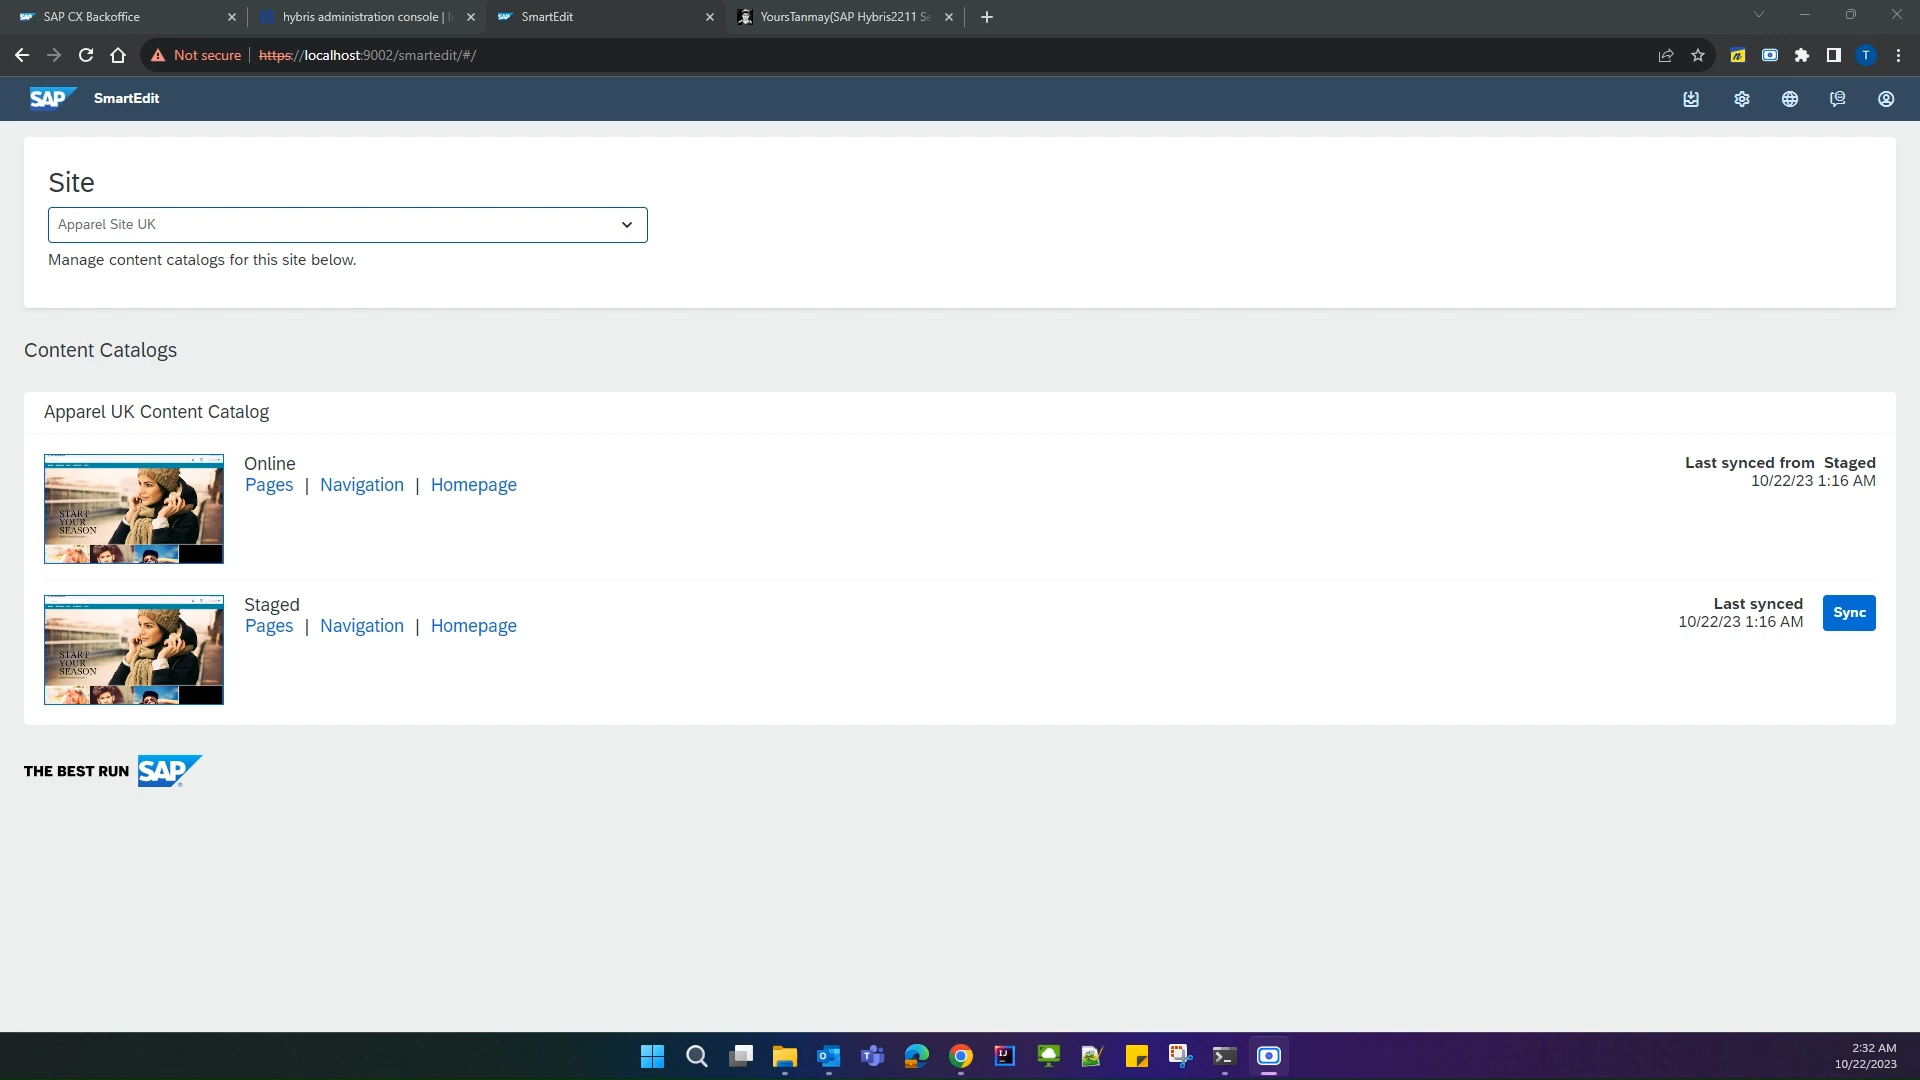 SAP CX Backoffice
hybris administration console |
SmartEdit
YoursTanmay(SAP Hybris2211 Se
Not secure
https://localhost:9002/smartedit/#/
T
SAP
SmartEdit
Site
Apparel Site UK
Manage content catalogs for this site below.
Content Catalogs
Apparel UK Content Catalog
START
YOUR
SEASON
Online
Pages | Navigation | Homepage
Last synced from Staged
10/22/23 1:16 AM
START
YOUR
SEASON
Staged
Pages | Navigation | Homepage
Last synced
10/22/23 1:16 AM
Sync
THE BEST RUN SAP
2:32 AM
10/22/2023